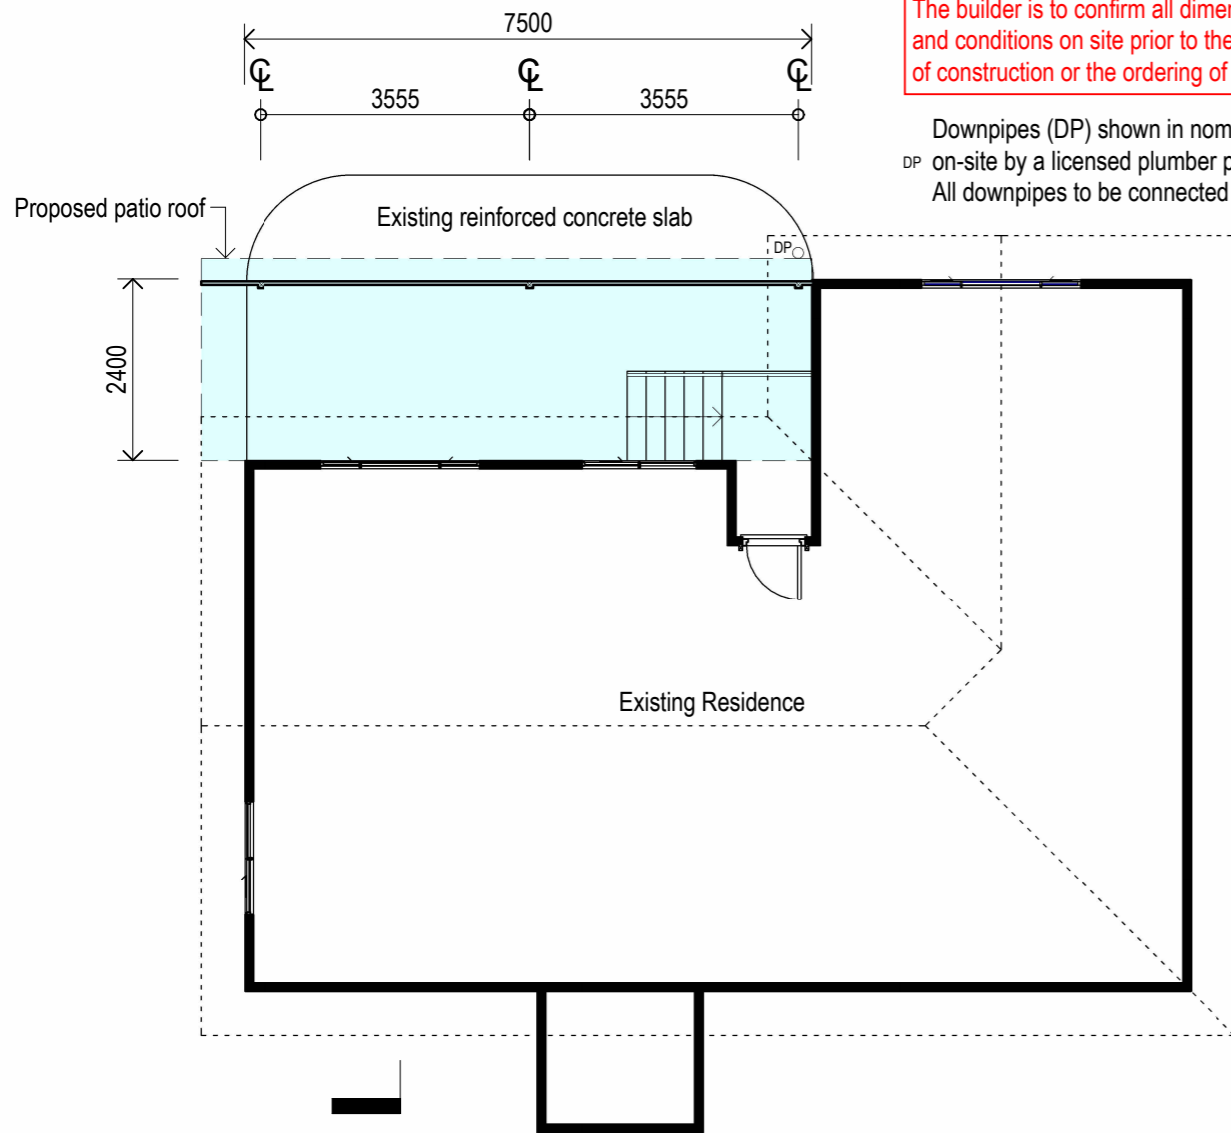 The builder is to confirm all
and conditions on site prior to the
of construction or the ordering of
7500
℄ ℄ ℄
3555 3555
Downpipes (DP) shown in
DP on-site by a licensed plumber
All downpipes to be connected
Proposed patio roof
Existing reinforced concrete slab
DP
2400
Existing Residence